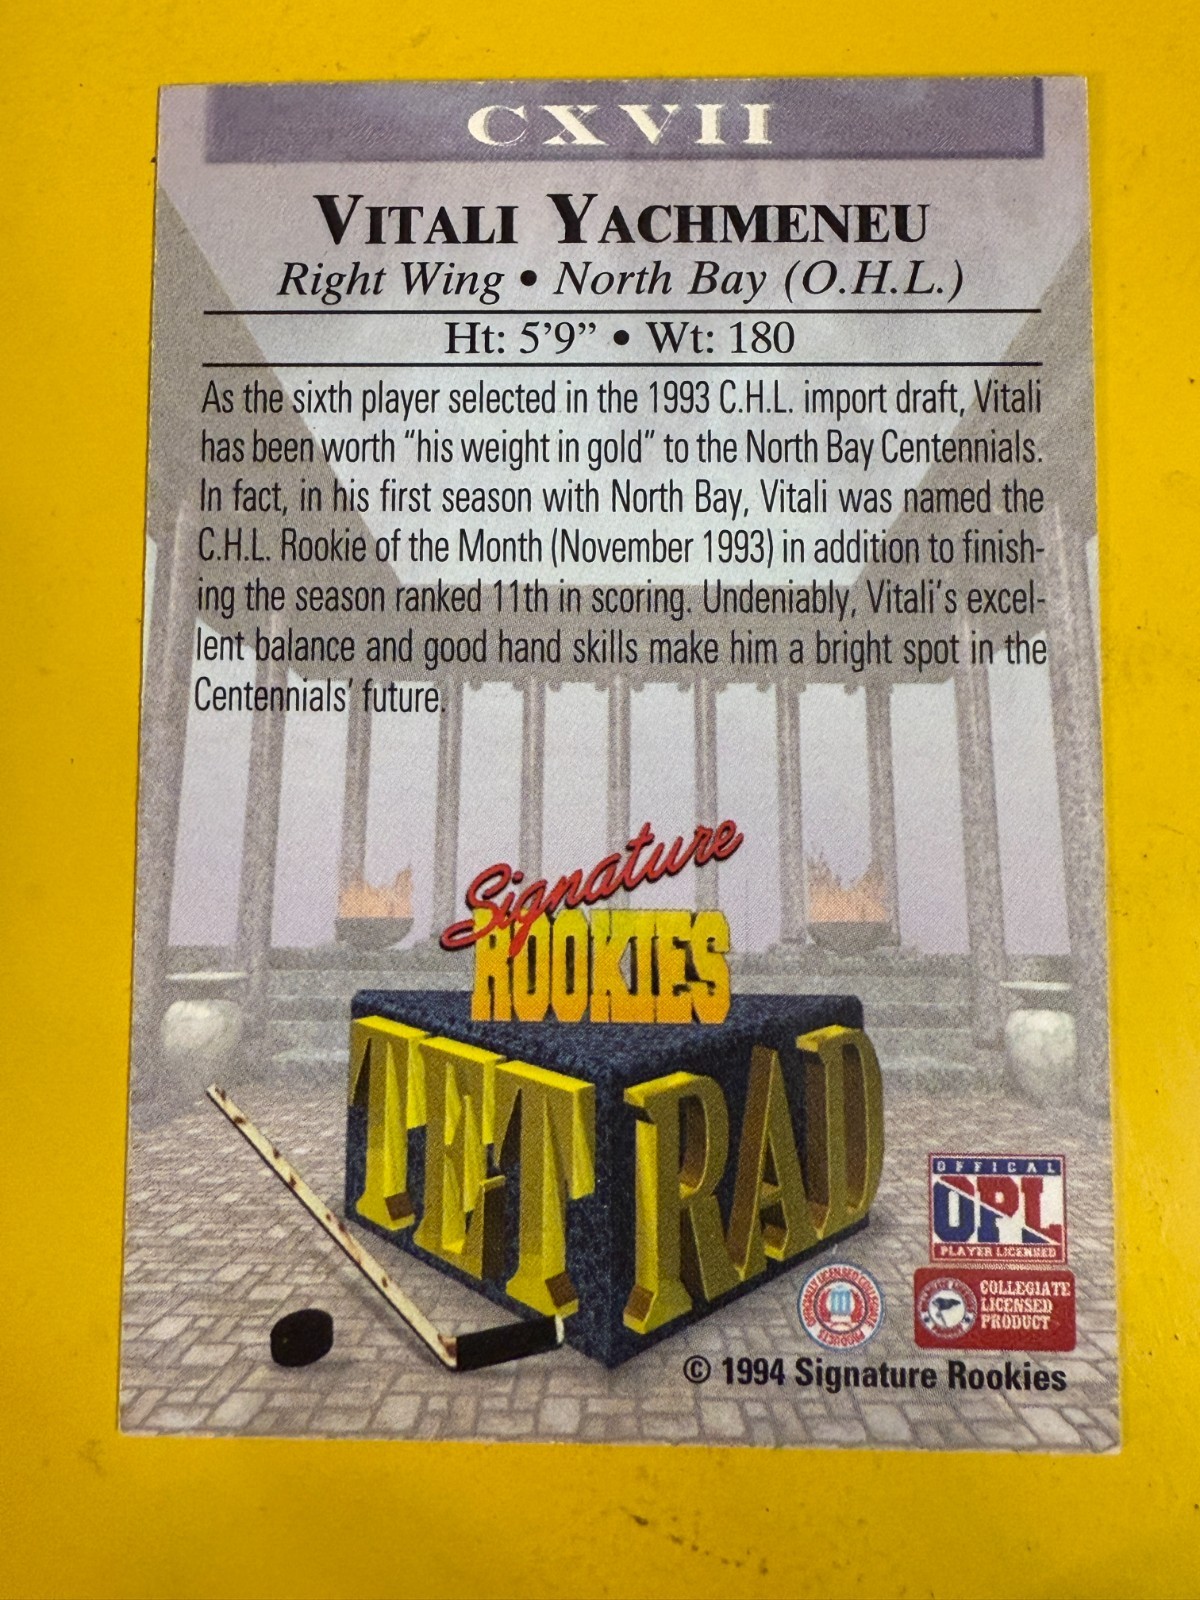 CXVII
VITALI YACHMENEU
Right Wing • North Bay (O.H.L.)
Ht: 5'9” • Wt: 180
As the sixth player selected in the 1993 C.H.L. import draft, Vitali
has been worth “his weight in gold” to the North Bay Centennials.
In fact, in his first season with North Bay, Vitali was named the
C.H.L. Rookie of the Month (November 1993) in addition to finish-
ing the season ranked 11th in scoring. Undeniably, Vitali's excel-
lent balance and good hand skills make him a bright spot in the
Centennials' future.
Signature
ROOKIES
TET RAD
OFFICAL
OPL
PLAYER LICENSED
OFFICIALLY LICENSED COLLEGIATE PRODUCTS
COLLEGIATE
LICENSED
PRODUCT
© 1994 Signature Rookies